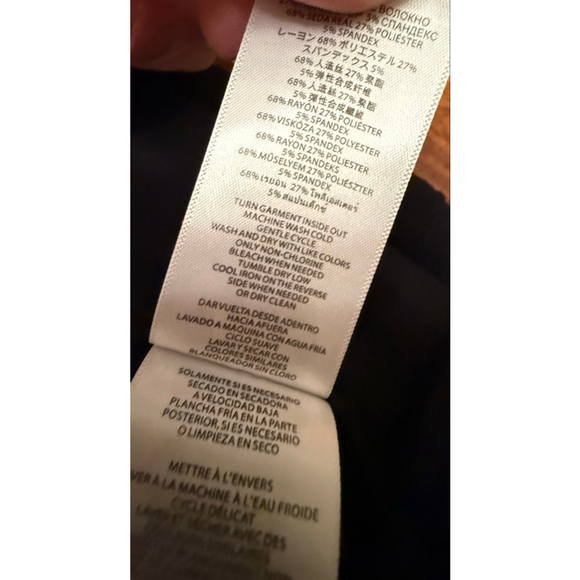 ВОЛОКНО
5% СПАНДЕКС
68% SEDA REAL 27% POLIÉSTER
5% SPANDEX
レーヨン 68% ポリエステル 27%
スパンデックス 5%
68% 人造丝 27% 聚酯
5% 弹性合成纤维
68% 人造丝 27% 聚酯
5% 弹性合成纖維
68% RAYON 27% POLIÉSTER
5% SPANDEX
68% VISKÓZA 27% POLYESTER
5% SPANDEX
68% RAYON 27% POLIESTER
5% SPANDEKS
68% MŰSELYEM 27% POLIÉSZTER
5% SPANDEX
68% เรยอน 27% โพลีเอสเตอร์
5% สแปนเด็กซ์
TURN GARMENT INSIDE OUT
MACHINE WASH COLD
GENTLE CYCLE
WASH AND DRY WITH LIKE COLORS
ONLY NON-CHLORINE
BLEACH WHEN NEEDED
TUMBLE DRY LOW
COOL IRON ON THE REVERSE
SIDE WHEN NEEDED
OR DRY CLEAN
DAR VUELTA DESDE ADENTRO
HACIA AFUERA
LAVADO A MÁQUINA CON AGUA FRÍA
CICLO SUAVE
LAVAR Y SECAR CON
COLORES SIMILARES
BLANQUEADOR SIN CLORO
SOLAMENTE SI ES NECESARIO
SECADO EN SECADORA
A VELOCIDAD BAJA
PLANCHA FRÍA EN LA PARTE
POSTERIOR, SI ES NECESARIO
O LIMPIEZA EN SECO
METTRE À L'ENVERS
VER À LA MACHINE À L'EAU FROIDE
CYCLE DÉLICAT
LAVER ET SÉCHER AVEC DES